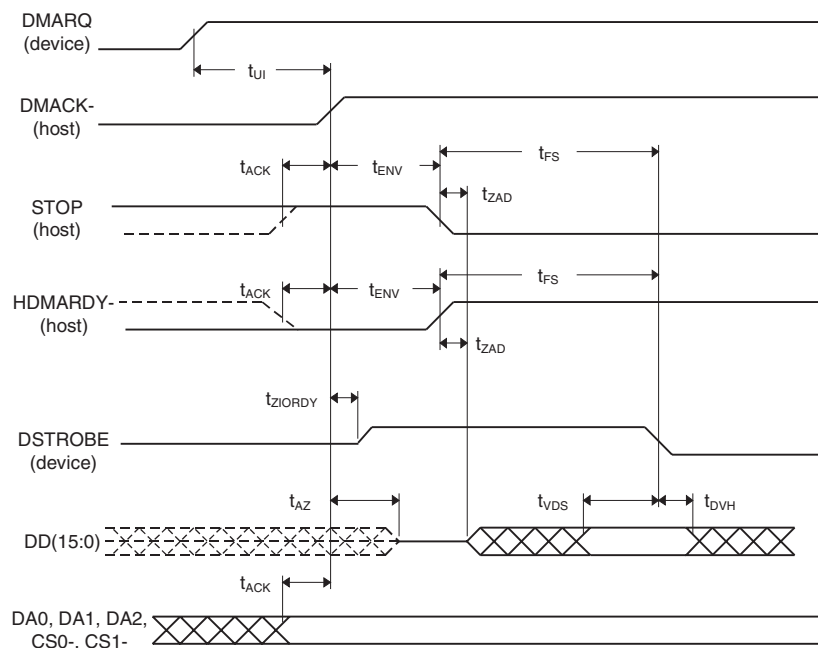 DMARQ
(device)
tUI
DMACK-
(host)
tACK
tENV
tFS
tZAD
STOP
(host)
tACK
tENV
tFS
HDMARDY-
(host)
tZAD
tZIORDY
DSTROBE
(device)
tAZ
tVDS
tDVH
DD(15:0)
tACK
DA0, DA1, DA2,
CS0-, CS1-